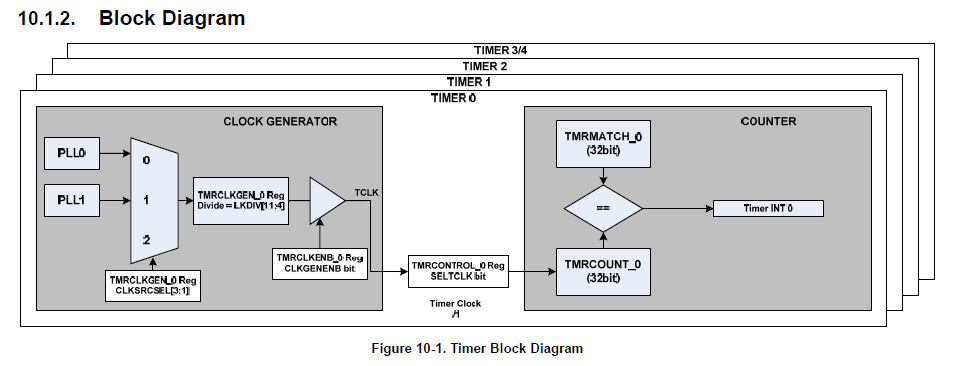 10.1.2. Block Diagram
TIMER 3/4
TIMER 2
TIMER 1
TIMER 0
CLOCK GENERATOR
PLL0
PLL1
0
1
2
TMRCLKGEN_0 Reg
CLKSRCSEL[3:1]
TMRCLKGEN_0 Reg
Divide = LKDIV[11:4]
TCLK
TMRCLKENB_0 Reg
CLKGENENB bit
TMRCONTROL_0 Reg
SELTCLK bit
Timer Clock
COUNTER
TMRMATCH_0
(32bit)
==
Timer INT 0
TMRCOUNT_0
(32bit)
Figure 10-1. Timer Block Diagram